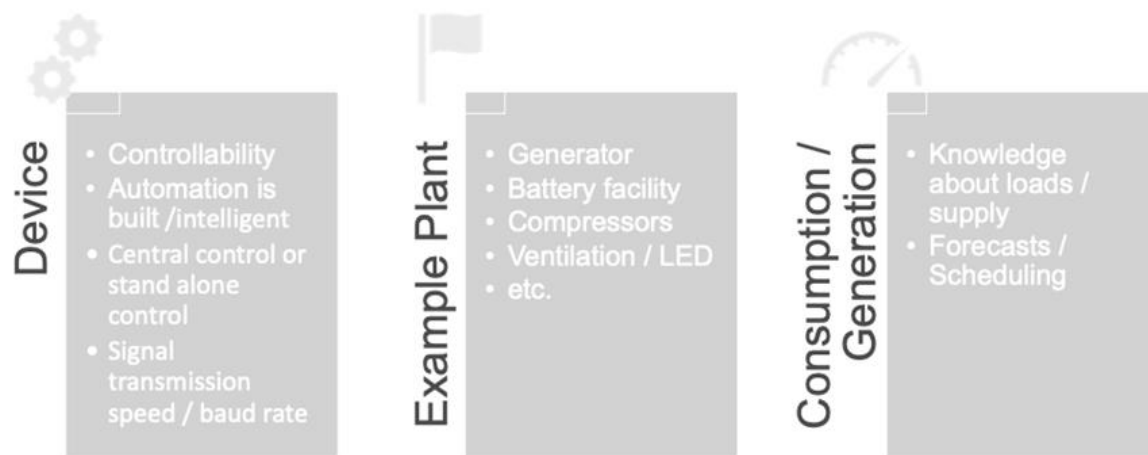 Device
• Controllability
• Automation is
built /intelligent
• Central control or
stand alone
control
• Signal
transmission
speed / baud rate
Example Plant
• Generator
• Battery facility
• Compressors
• Ventilation / LED
• etc.
Consumption /
Generation
• Knowledge
about loads /
supply
• Forecasts /
Scheduling